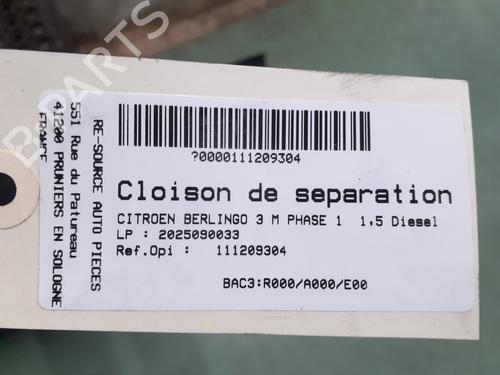 ?0000111209304
Cloison de separation
CITROEN BERLINGO 3 M PHASE 1 1,5 Diesel
LP : 2025090033
Ref.Opi : 111209304
BAC3:R000/A000/E00
RE-SOURCE AUTO PIECES
551 Rue du Patureau
41200 PRUNIERS EN SOLOGNE
FRANCE
B-Parts